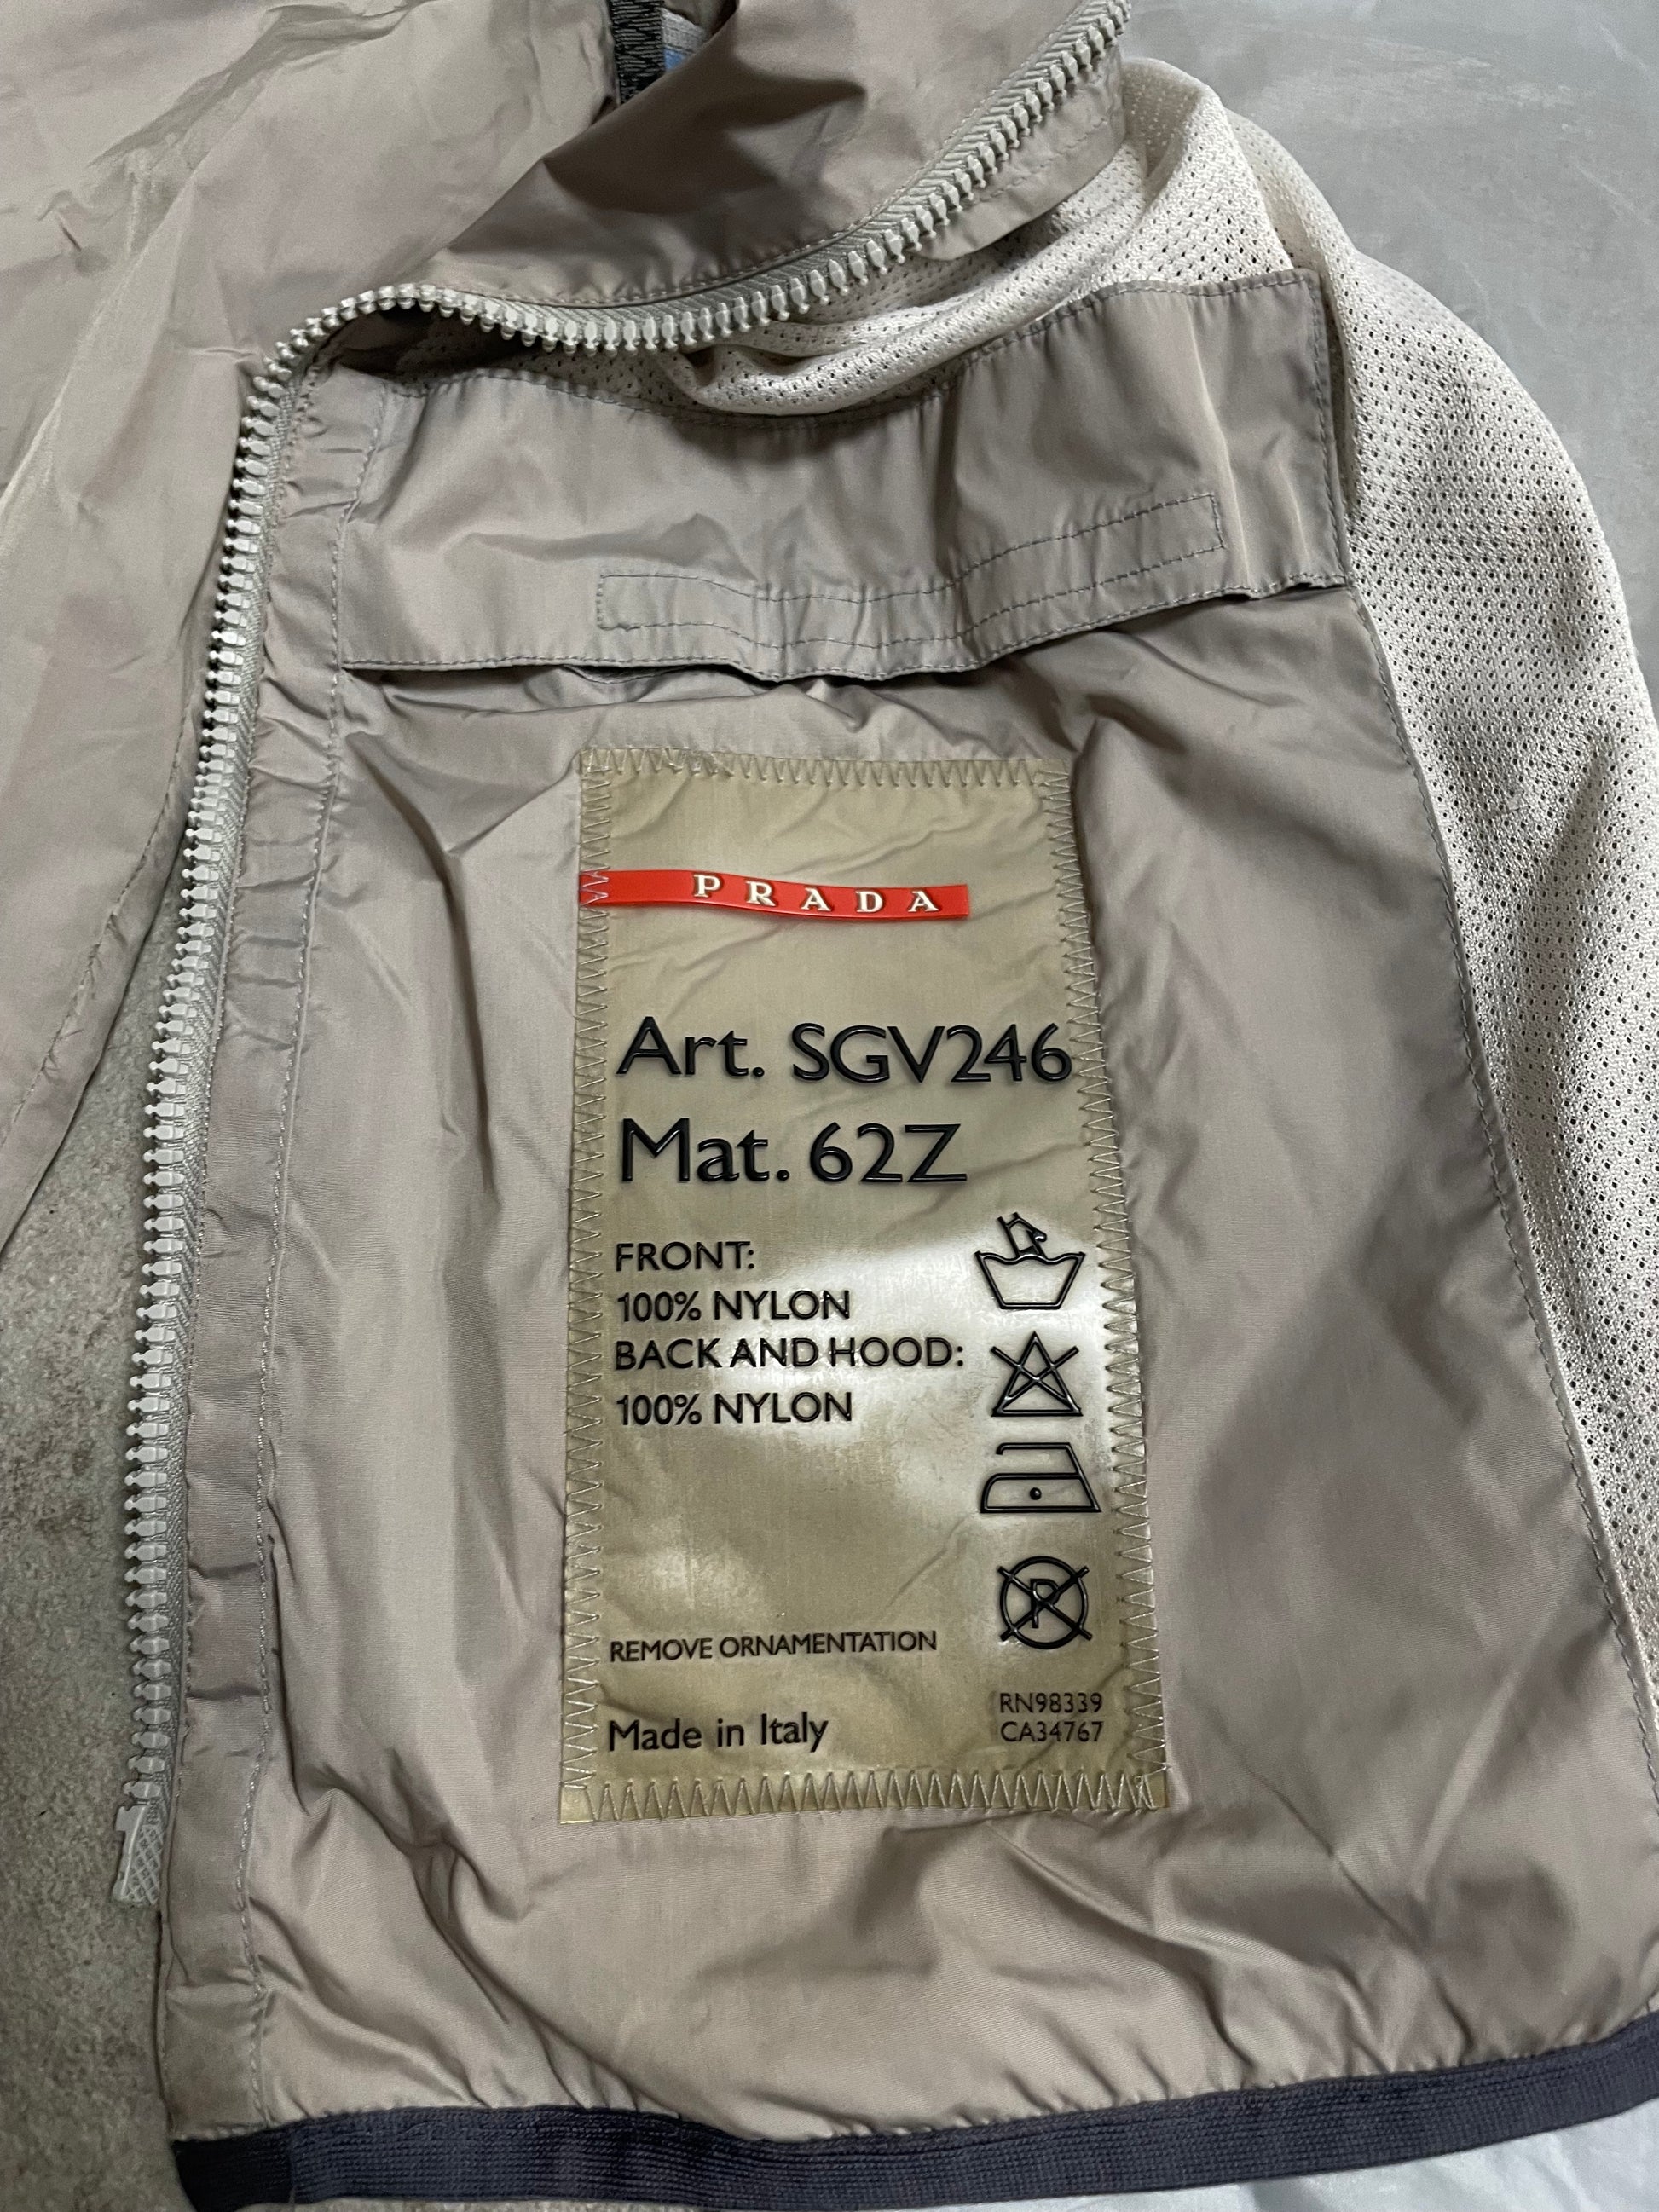 PRADA
Art. SGV246
Mat. 62Z
FRONT:
100% NYLON
BACK AND HOOD:
100% NYLON
P
REMOVE ORNAMENTATION
Made in Italy
RN98339
CA34767